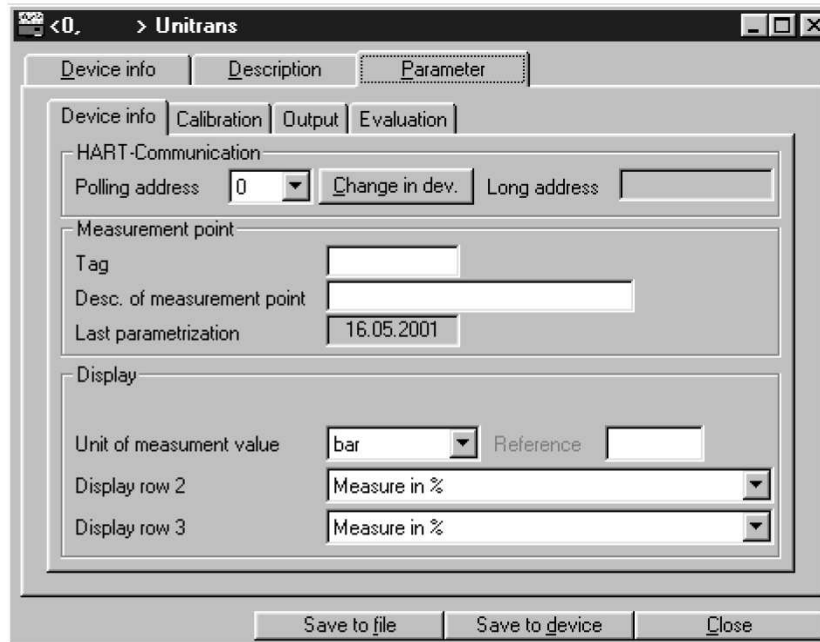 <0,      > Unitrans
Device info Description Parameter
Device info Calibration Output Evaluation
HART-Communication
Polling address 0 Change in dev. Long address
Measurement point
Tag
Desc. of measurement point
Last parametrization 16.05.2001
Display
Unit of measument value bar Reference
Display row 2 Measure in %
Display row 3 Measure in %
Save to file Save to device Close